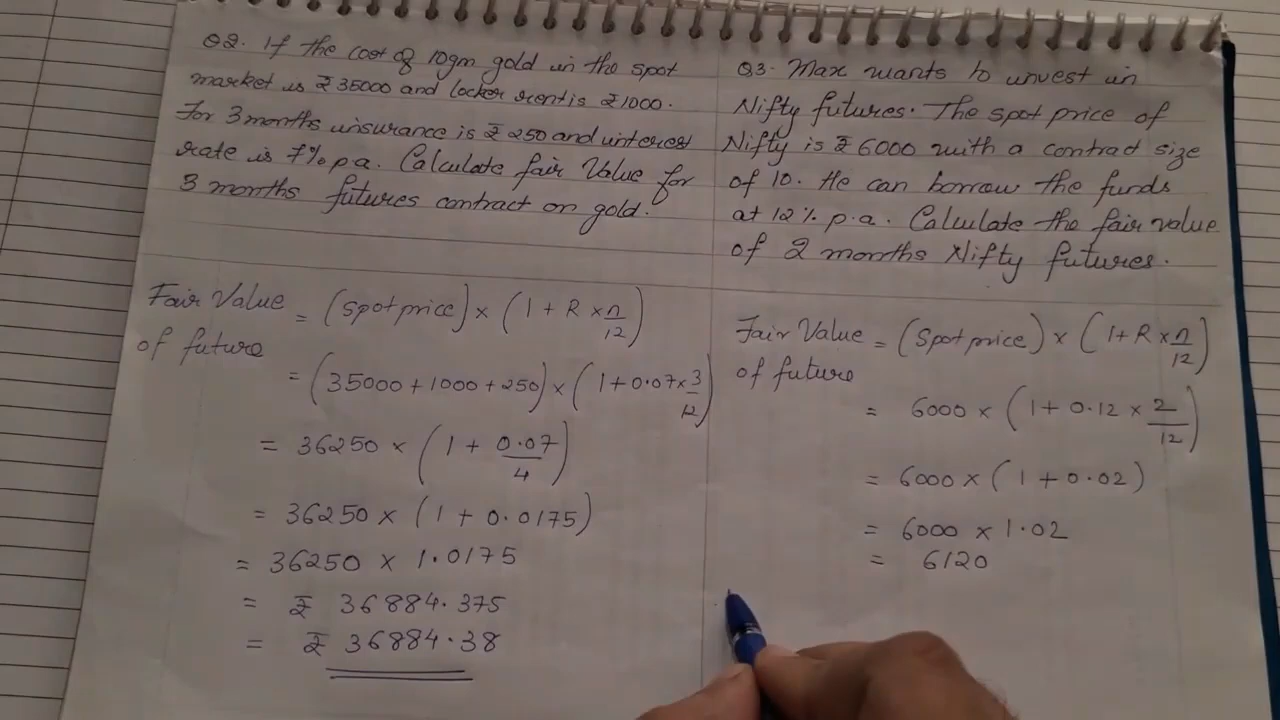 Q2. If the cost of 10gm gold in the spot
market is ₹35000 and locker rent is ₹1000.
For 3 months insurance is ₹250 and interest
rate is 7% p.a. Calculate fair Value for
3 months futures contract on gold.
Fair Value = (Spot price) × (1 + R × n/12)
of future
= (35000 + 1000 + 250) × (1 + 0.07 × 3/12)
= 36250 × (1 + 0.07/4)
= 36250 × (1 + 0.0175)
= 36250 × 1.0175
= ₹ 36884.375
= ₹ 36884.38
Q3. Max wants to invest in
Nifty futures. The spot price of
Nifty is ₹6000 with a contract size
of 10. He can borrow the funds
at 12% p.a. Calculate the fair value
of 2 months Nifty futures.
Fair Value = (Spot price) × (1 + R × n/12)
of future
= 6000 × (1 + 0.12 × 2/12)
= 6000 × (1 + 0.02)
= 6000 × 1.02
= 6120